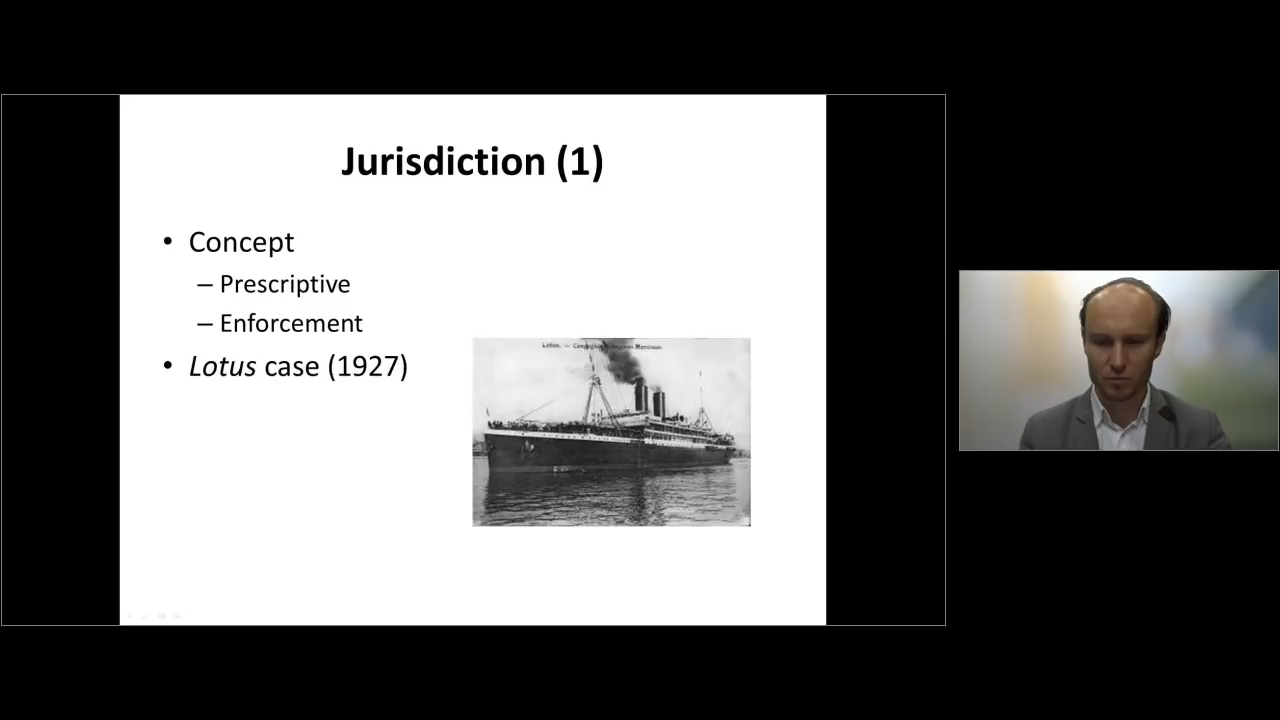 Jurisdiction (1)
• Concept
– Prescriptive
– Enforcement
• Lotus case (1927)
Lotus. —